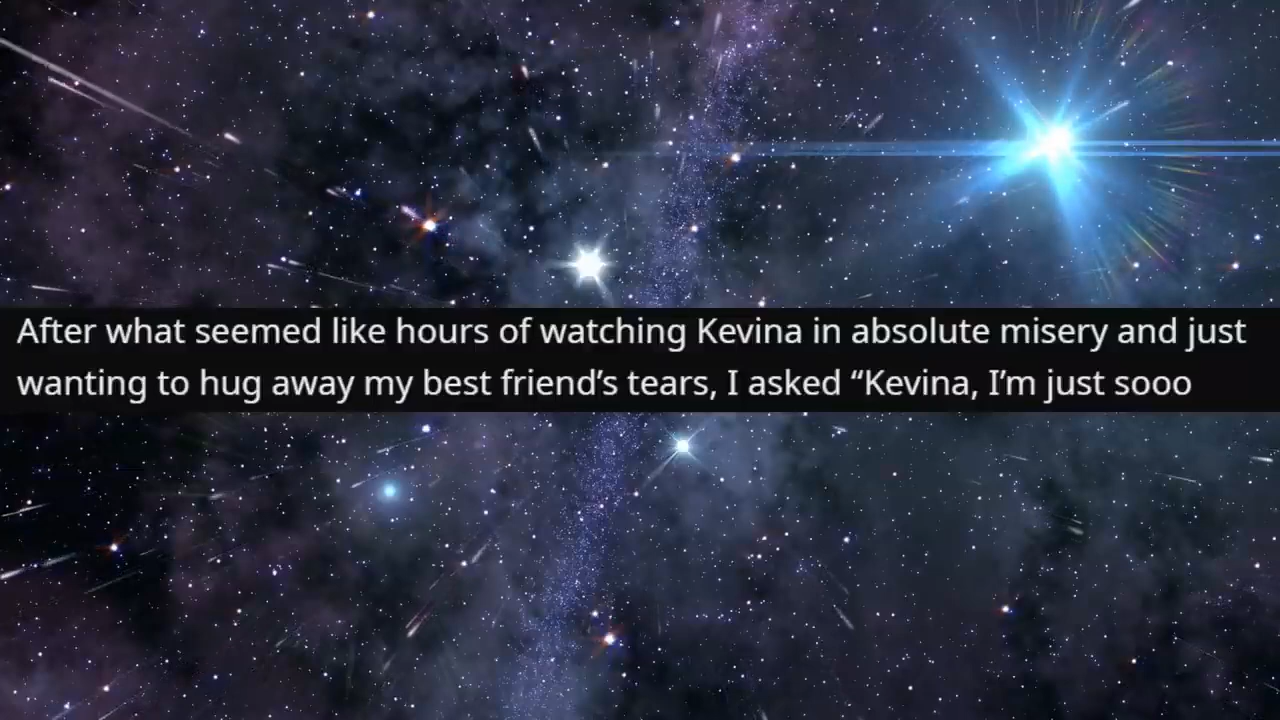 After what seemed like hours of watching Kevina in absolute misery and just
wanting to hug away my best friend’s tears, I asked “Kevina, I’m just sooo